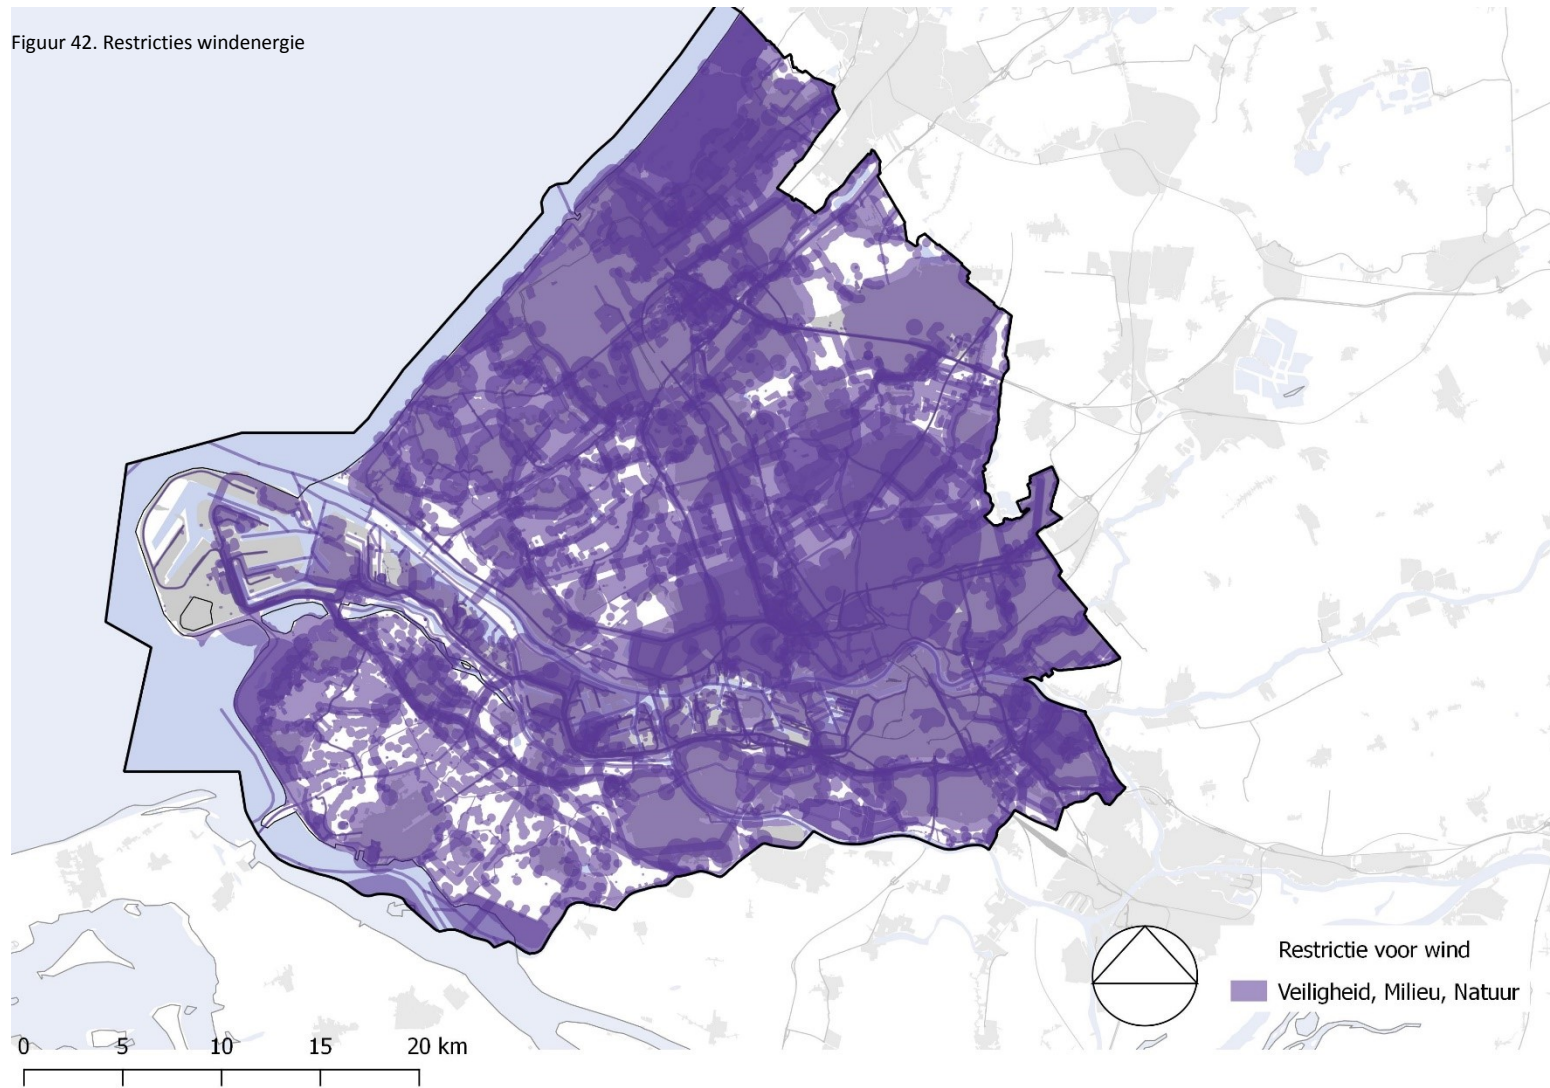 Figuur 42. Restricties windenergie
Restrictie voor wind
Veiligheid, Milieu, Natuur
0 5 10 15 20 km